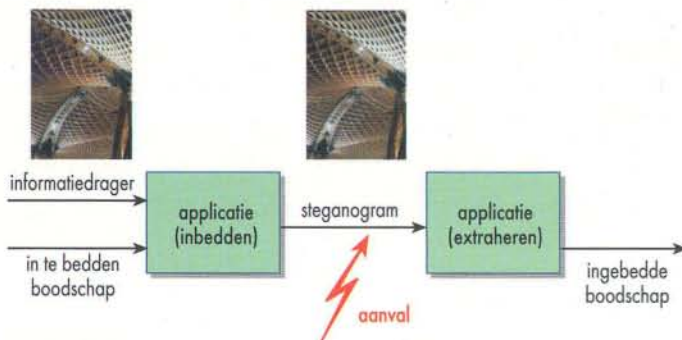 informatiedrager
in te bedden
boodschap
applicatie
(inbedden)
steganogram
aanval
applicatie
(extraheren)
ingebedde
boodschap